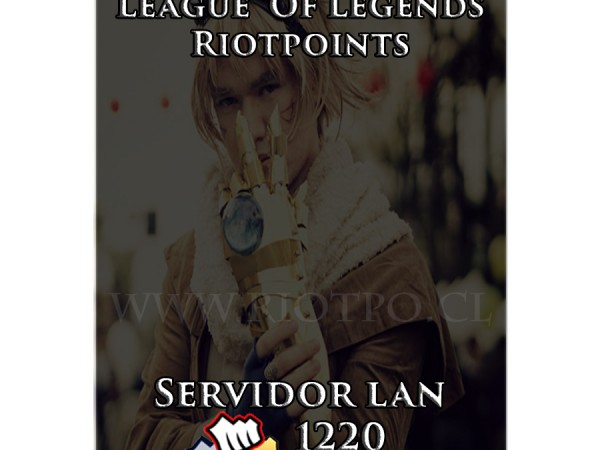 League Of Legends
Riotpoints
www.riotpo.cl
Servidor LAN
1220